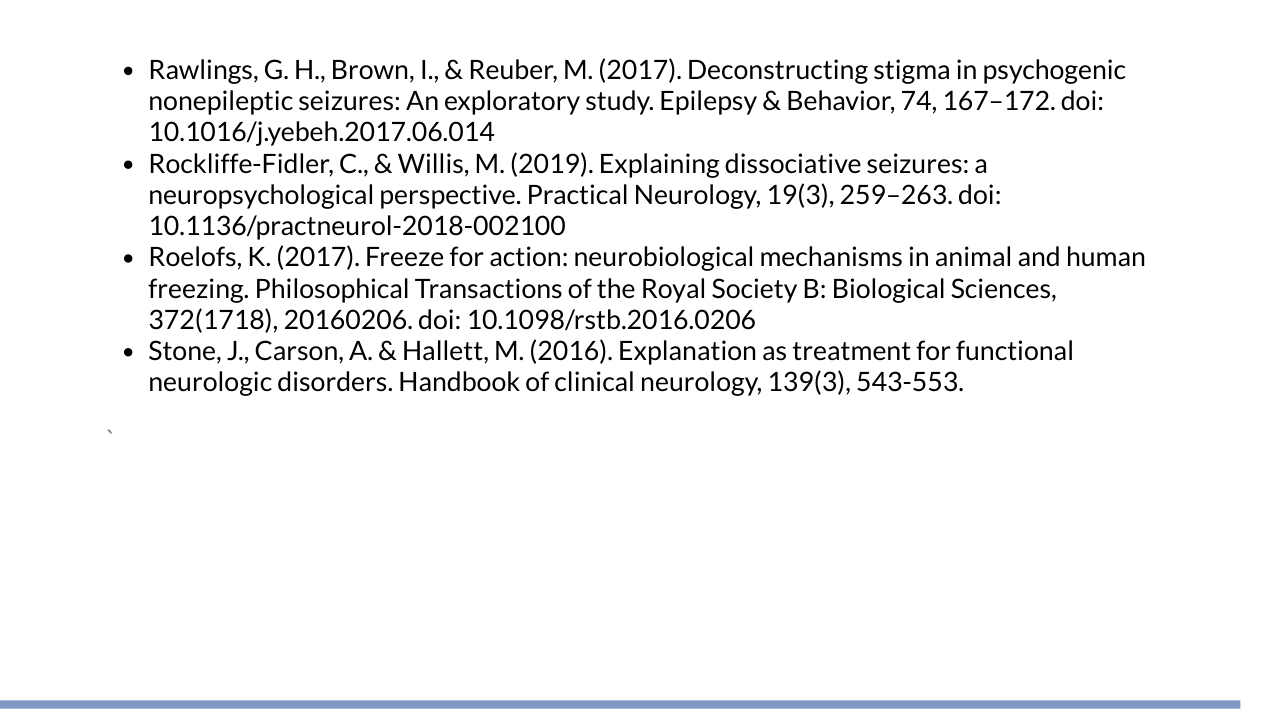 • Rawlings, G. H., Brown, I., & Reuber, M. (2017). Deconstructing stigma in psychogenic
nonepileptic seizures: An exploratory study. Epilepsy & Behavior, 74, 167–172. doi:
10.1016/j.yebeh.2017.06.014
• Rockliffe-Fidler, C., & Willis, M. (2019). Explaining dissociative seizures: a
neuropsychological perspective. Practical Neurology, 19(3), 259–263. doi:
10.1136/practneurol-2018-002100
• Roelofs, K. (2017). Freeze for action: neurobiological mechanisms in animal and human
freezing. Philosophical Transactions of the Royal Society B: Biological Sciences,
372(1718), 20160206. doi: 10.1098/rstb.2016.0206
• Stone, J., Carson, A. & Hallett, M. (2016). Explanation as treatment for functional
neurologic disorders. Handbook of clinical neurology, 139(3), 543-553.
`